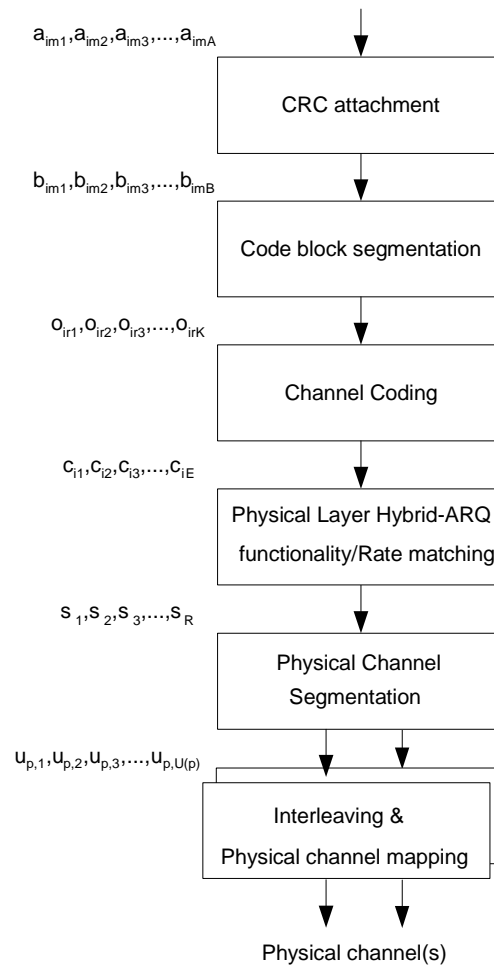 a_im1,a_im2,a_im3,...,a_imA
CRC attachment
b_im1,b_im2,b_im3,...,b_imB
Code block segmentation
o_ir1,o_ir2,o_ir3,...,o_irK
Channel Coding
c_i1,c_i2,c_i3,...,c_iE
Physical Layer Hybrid-ARQ
functionality/Rate matching
s_1,s_2,s_3,...,s_R
Physical Channel
Segmentation
u_p,1,u_p,2,u_p,3,...,u_p,U(p)
Interleaving &
Physical channel mapping
Physical channel(s)